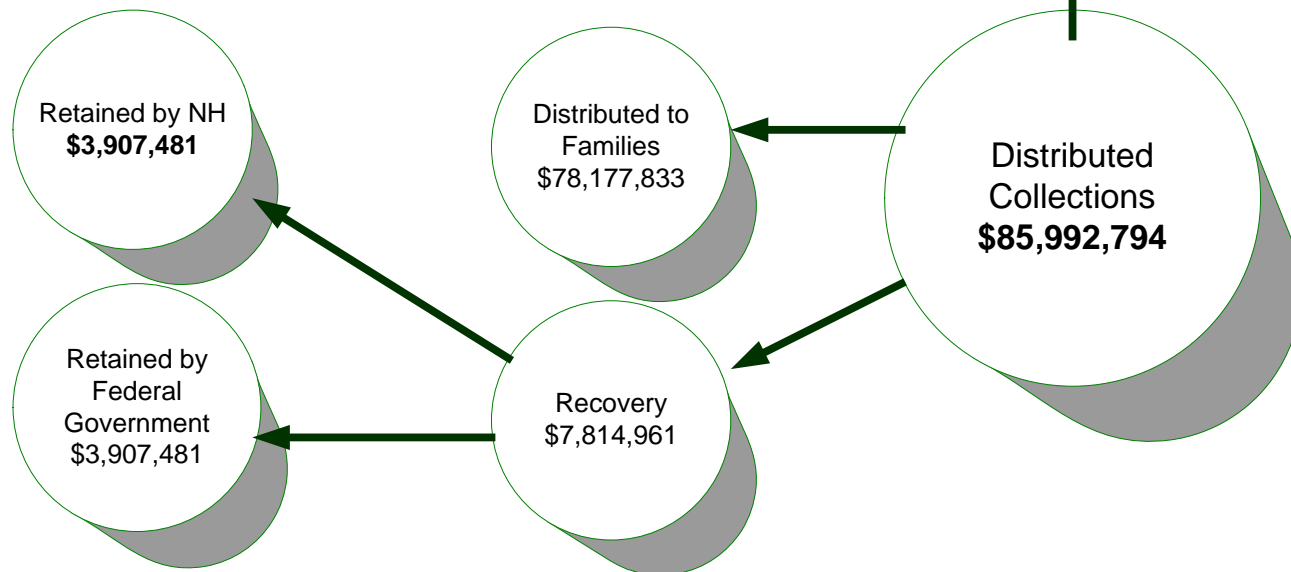 Retained by NH
$3,907,481
Distributed to
Families
$78,177,833
Distributed
Collections
$85,992,794
Retained by
Federal
Government
$3,907,481
Recovery
$7,814,961